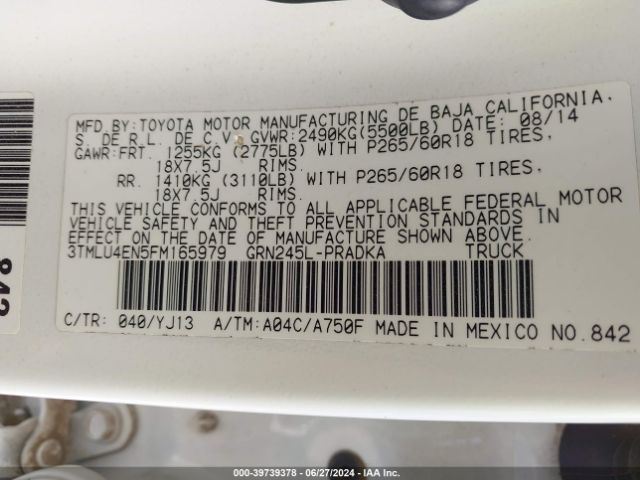 MFD.BY:TOYOTA MOTOR MANUFACTURING DE BAJA CALIFORNIA,
S. DE R.L. DE C.V. GVWR:2490KG(5500LB) DATE: 08/14
GAWR:FRT. 1255KG (2775LB) WITH P265/60R18 TIRES,
18X7.5J RIMS.
RR. 1410KG (3110LB) WITH P265/60R18 TIRES,
18X7.5J RIMS.
THIS VEHICLE CONFORMS TO ALL APPLICABLE FEDERAL MOTOR
VEHICLE SAFETY AND THEFT PREVENTION STANDARDS IN
EFFECT ON THE DATE OF MANUFACTURE SHOWN ABOVE.
3TMLU4EN5FM165979 GRN245L-PRADKA TRUCK
C/TR: 040/YJ13 A/TM:A04C/A750F MADE IN MEXICO NO.842
842
000-39739378 - 06/27/2024 - IAA Inc.